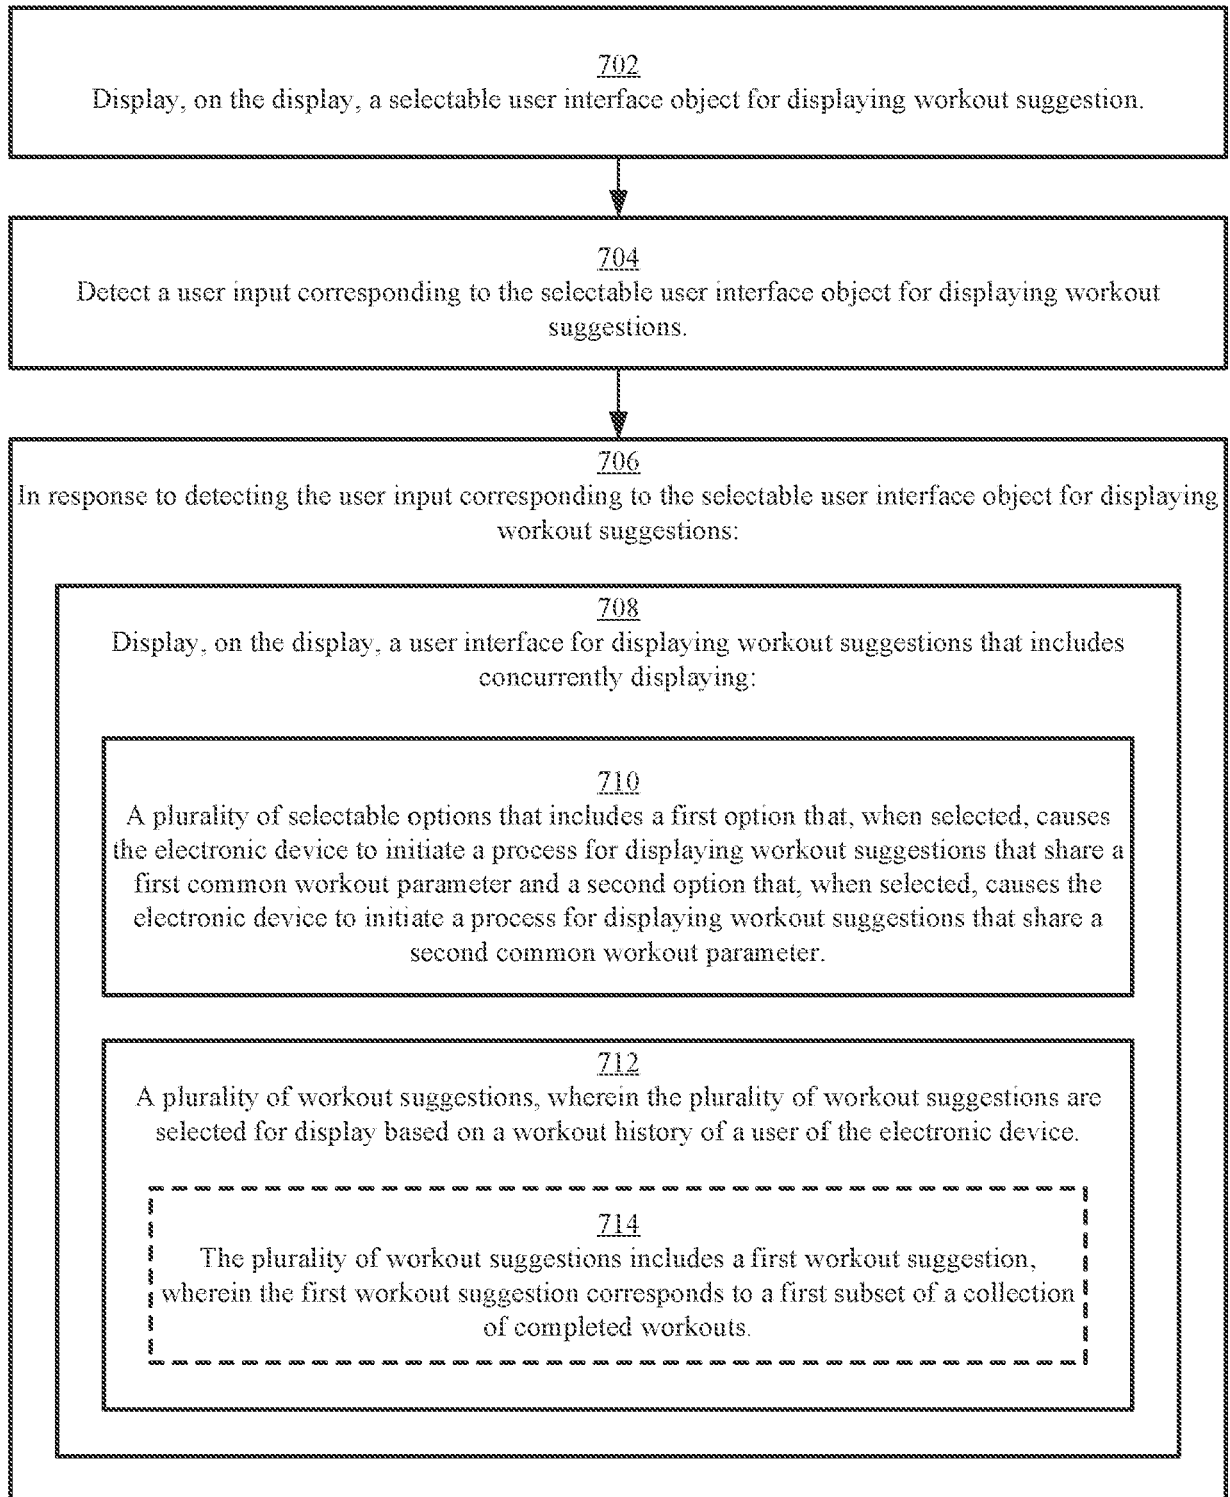 702
Display, on the display, a selectable user interface object for displaying workout suggestion.
704
Detect a user input corresponding to the selectable user interface object for displaying workout
suggestions.
706
In response to detecting the user input corresponding to the selectable user interface object for displaying
workout suggestions:
708
Display, on the display, a user interface for displaying workout suggestions that includes
concurrently displaying:
710
A plurality of selectable options that includes a first option that, when selected, causes
the electronic device to initiate a process for displaying workout suggestions that share a
first common workout parameter and a second option that, when selected, causes the
electronic device to initiate a process for displaying workout suggestions that share a
second common workout parameter.
712
A plurality of workout suggestions, wherein the plurality of workout suggestions are
selected for display based on a workout history of a user of the electronic device.
714
The plurality of workout suggestions includes a first workout suggestion,
wherein the first workout suggestion corresponds to a first subset of a collection
of completed workouts.